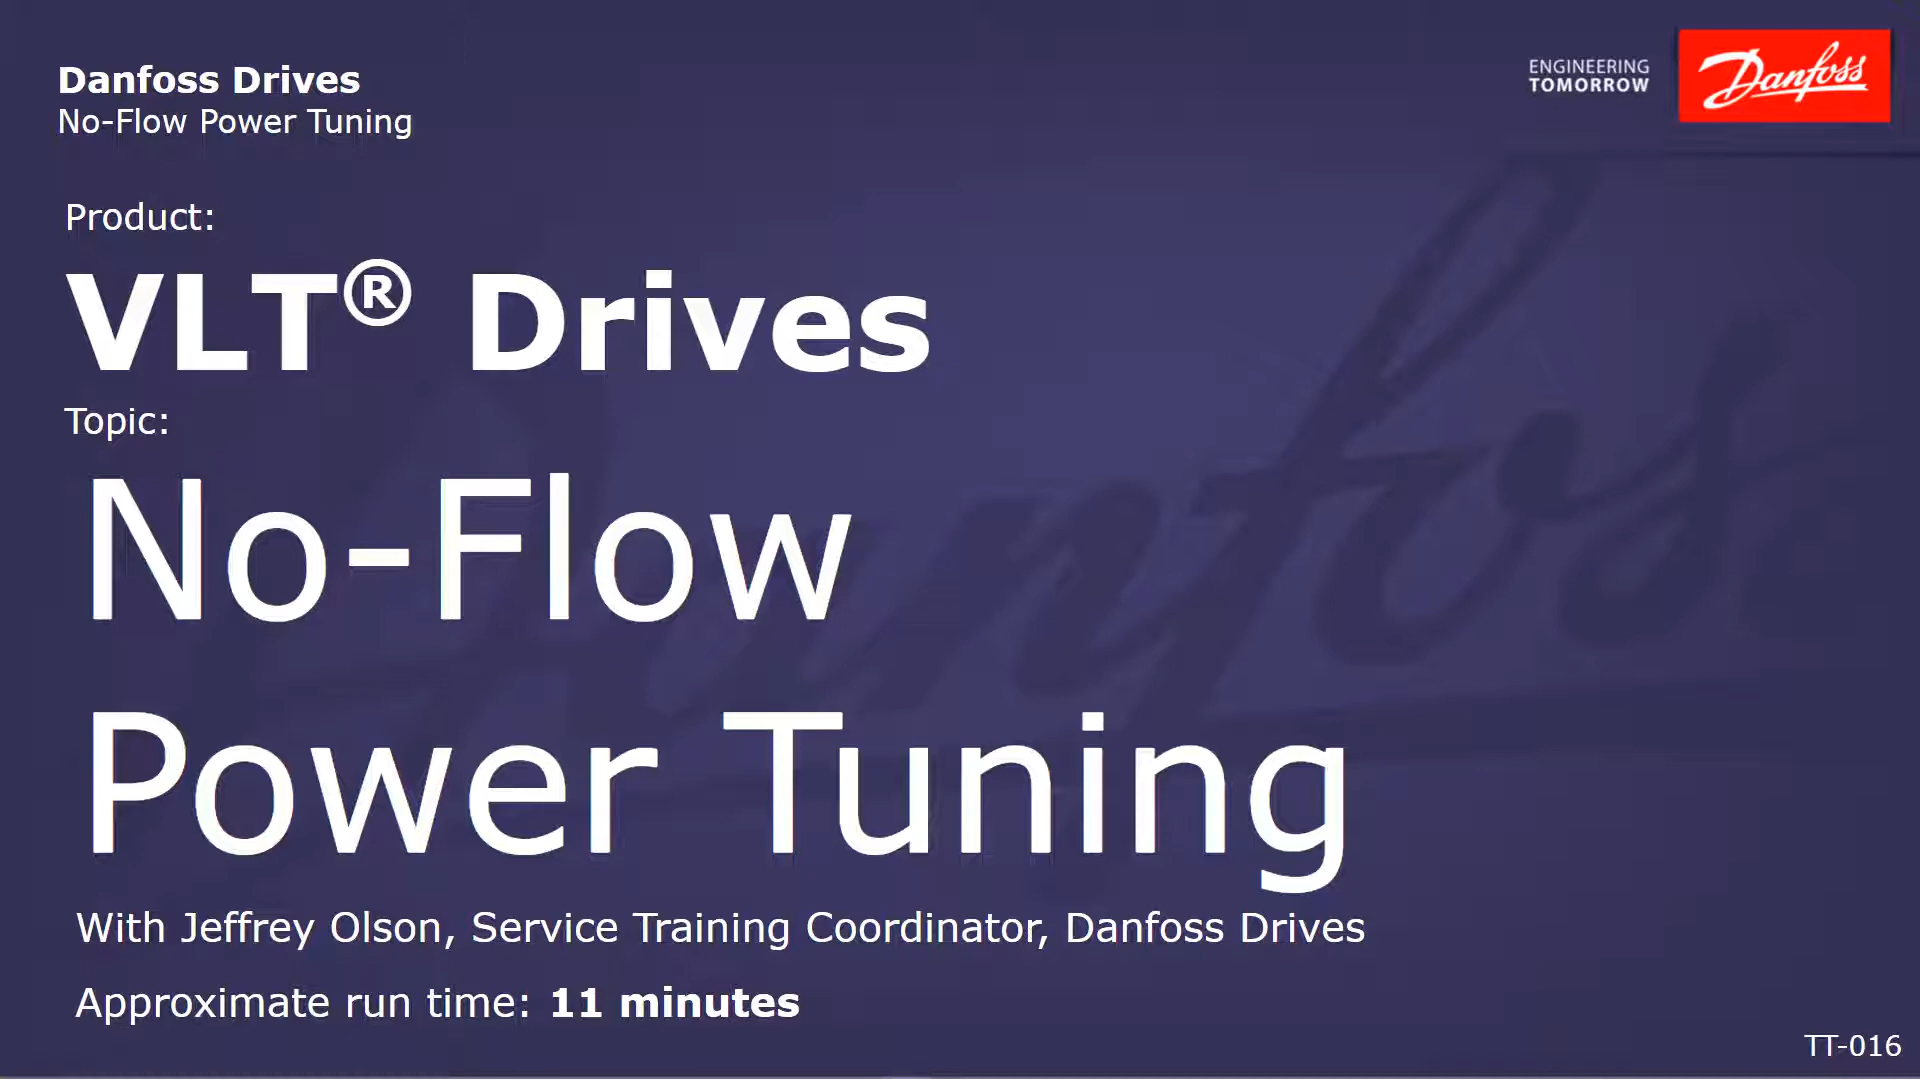 Danfoss Drives
No-Flow Power Tuning
ENGINEERING
TOMORROW
Danfoss
Product:
VLT® Drives
Topic:
No-Flow
Power Tuning
With Jeffrey Olson, Service Training Coordinator, Danfoss Drives
Approximate run time: 11 minutes
TT-016